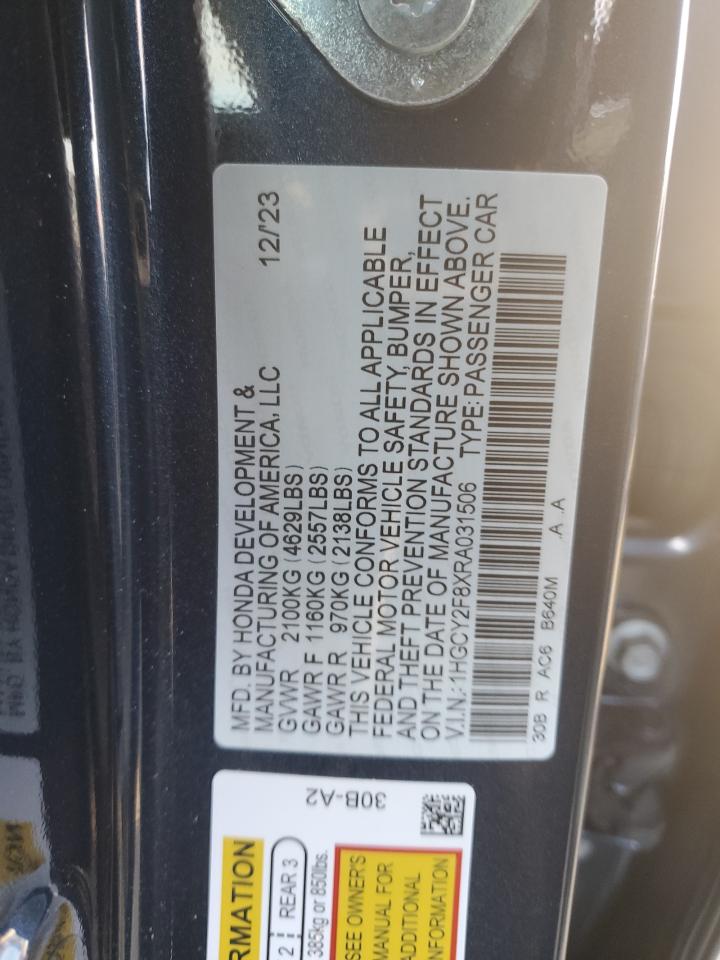 MFD. BY HONDA DEVELOPMENT &
MANUFACTURING OF AMERICA, LLC 12/'23
GVWR 2100KG (4629LBS)
GAWR F 1160KG (2557LBS)
GAWR R 970KG (2138LBS)
THIS VEHICLE CONFORMS TO ALL APPLICABLE
FEDERAL MOTOR VEHICLE SAFETY, BUMPER,
AND THEFT PREVENTION STANDARDS IN EFFECT
ON THE DATE OF MANUFACTURE SHOWN ABOVE.
V.I.N.: 1HGCY2F8XRA031506 TYPE: PASSENGER CAR
30B R AC6 B640M .A .A
30B-A2
RMATION
2 REAR 3
385kg or 850lbs.
SEE OWNER'S
MANUAL FOR
ADDITIONAL
INFORMATION